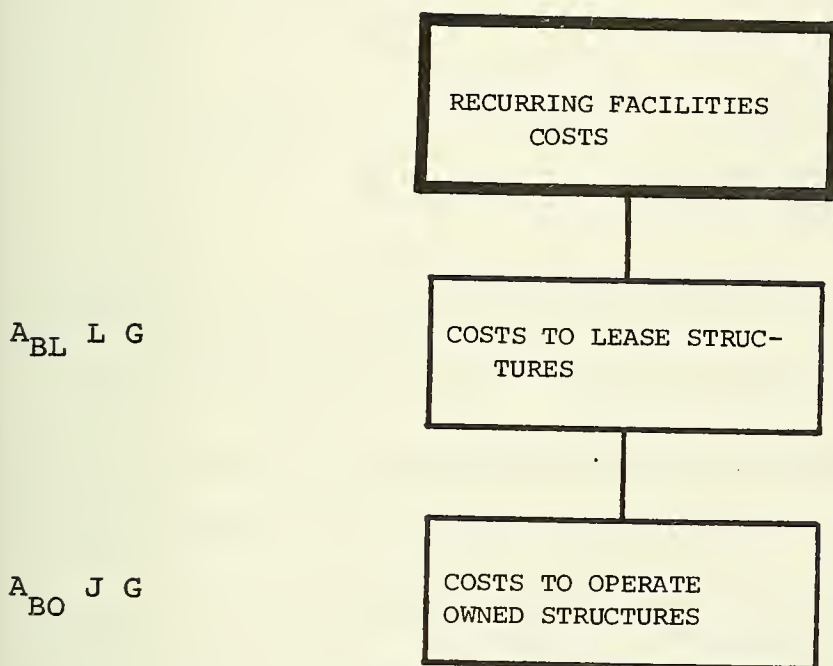 RECURRING FACILITIES
COSTS
A_BL L G
COSTS TO LEASE STRUC-
TURES
A_BO J G
COSTS TO OPERATE
OWNED STRUCTURES